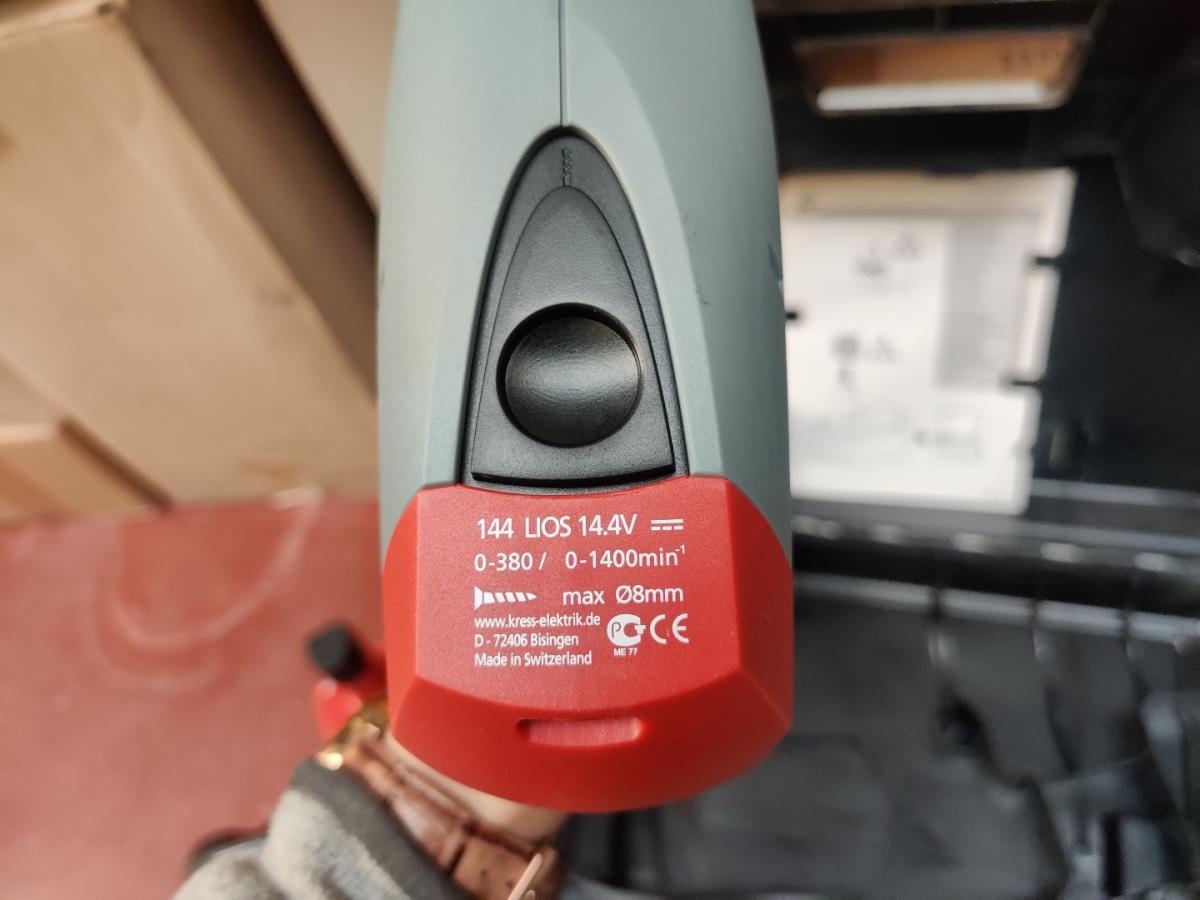 144 LIOS 14.4V
0-380 / 0-1400min⁻¹
max Ø8mm
www.kress-elektrik.de
D - 72406 Bisingen
Made in Switzerland
ME 77
CE